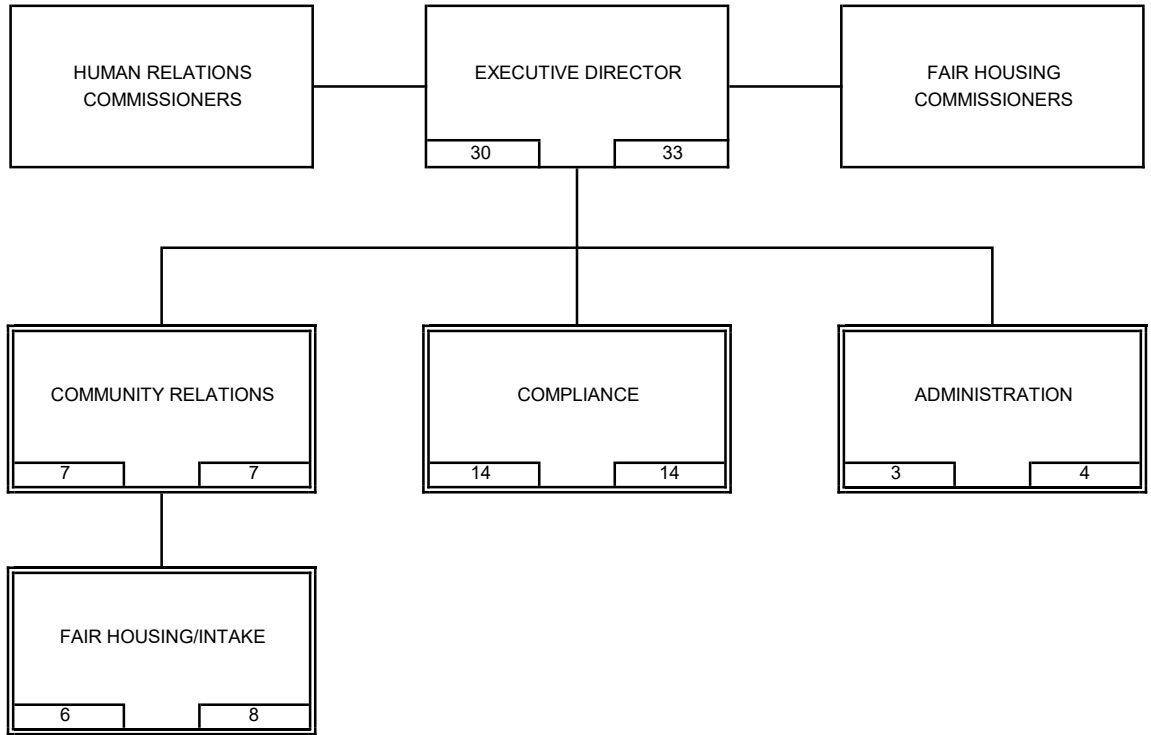 HUMAN RELATIONS
COMMISSIONERS
EXECUTIVE DIRECTOR
30 33
FAIR HOUSING
COMMISSIONERS
COMMUNITY RELATIONS
7 7
COMPLIANCE
14 14
ADMINISTRATION
3 4
FAIR HOUSING/INTAKE
6 8